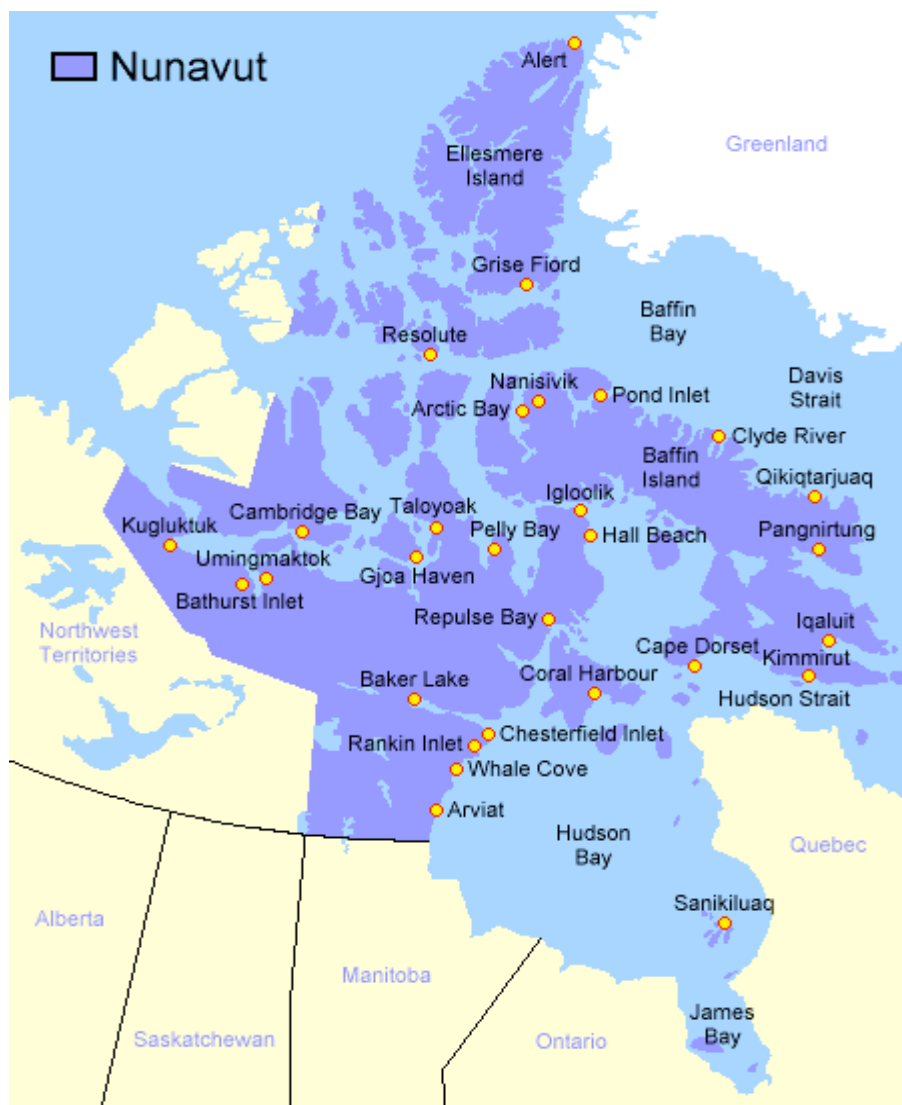 Nunavut
Alert
Greenland
Ellesmere
Island
Grise Fiord
Baffin
Bay
Resolute
Davis
Strait
Nanisivik
Pond Inlet
Arctic Bay
Clyde River
Baffin
Island
Qikiqtarjuaq
Igloolik
Taloyoak
Cambridge Bay
Kugluktuk
Pelly Bay
Hall Beach
Pangnirtung
Umingmaktok
Gjoa Haven
Bathurst Inlet
Repulse Bay
Iqaluit
Northwest
Territories
Cape Dorset
Kimmirut
Coral Harbour
Baker Lake
Hudson Strait
Chesterfield Inlet
Rankin Inlet
Whale Cove
Arviat
Hudson
Bay
Quebec
Sanikiluaq
Alberta
Manitoba
James
Bay
Saskatchewan
Ontario